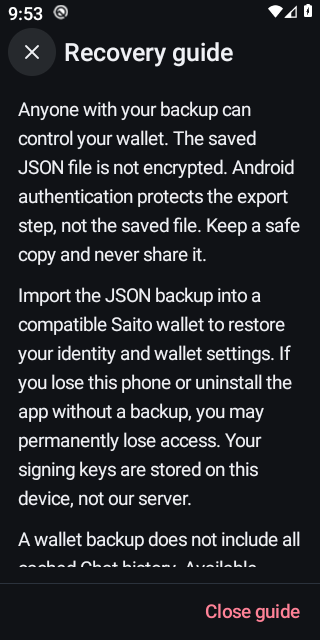 9:53
Recovery guide
Anyone with your backup can
control your wallet. The saved
JSON file is not encrypted. Android
authentication protects the export
step, not the saved file. Keep a safe
copy and never share it.
Import the JSON backup into a
compatible Saito wallet to restore
your identity and wallet settings. If
you lose this phone or uninstall the
app without a backup, you may
permanently lose access. Your
signing keys are stored on this
device, not our server.
A wallet backup does not include all
cached Chat history. Available
Close guide